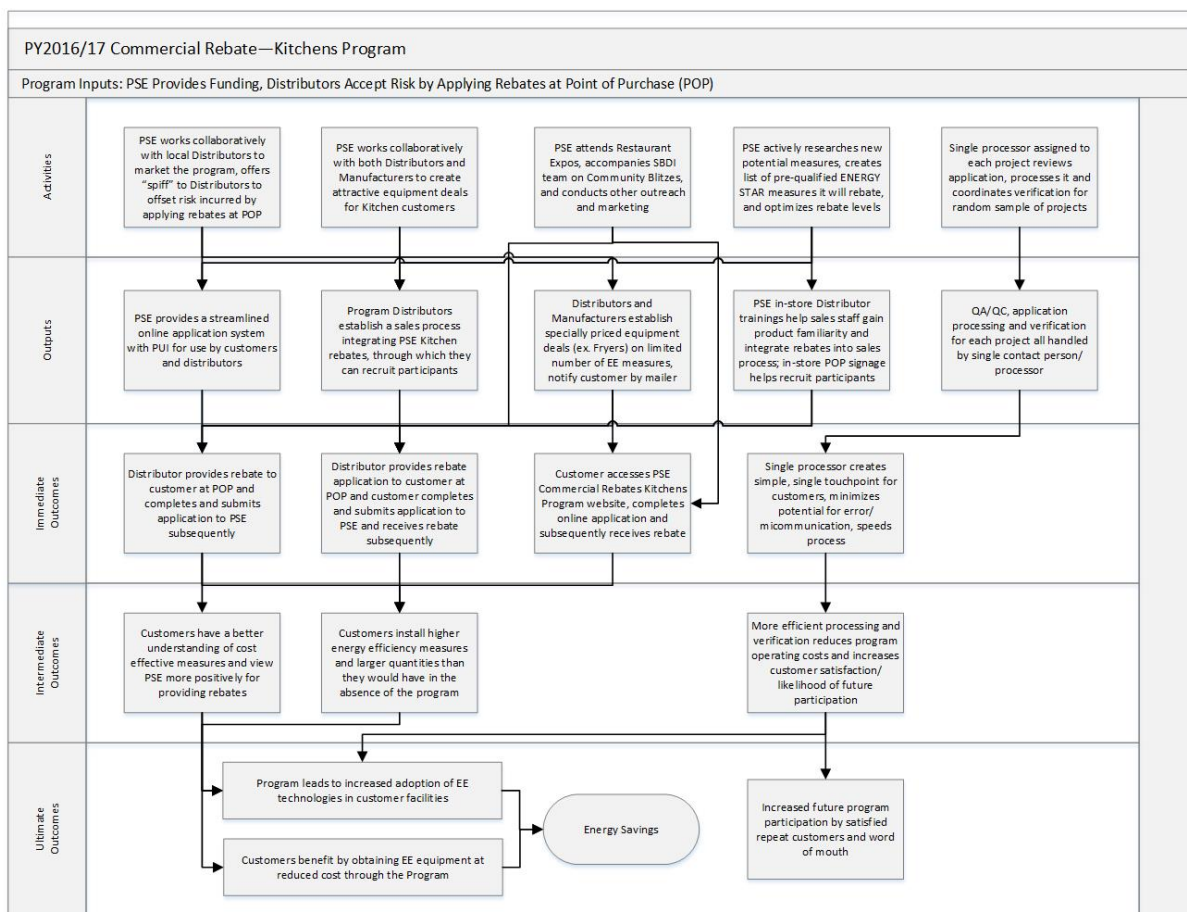 PY2016/17 Commercial Rebate—Kitchens Program
Program Inputs: PSE Provides Funding, Distributors Accept Risk by Applying Rebates at Point of Purchase (POP)
Activities
PSE works collaboratively
with local Distributors to
market the program, offers
“spiff” to Distributors to
offset risk incurred by
applying rebates at POP
PSE works collaboratively
with both Distributors and
Manufacturers to create
attractive equipment deals
for Kitchen customers
PSE attends Restaurant
Expos, accompanies SBDI
team on Community Blitzes,
and conducts other outreach
and marketing
PSE actively researches new
potential measures, creates
list of pre-qualified ENERGY
STAR measures it will rebate,
and optimizes rebate levels
Single processor assigned to
each project reviews
application, processes it and
coordinates verification for
random sample of projects
Outputs
PSE provides a streamlined
online application system
with PUI for use by customers
and distributors
Program Distributors
establish a sales process
integrating PSE Kitchen
rebates, through which they
can recruit participants
Distributors and
Manufacturers establish
specially priced equipment
deals (ex. Fryers) on limited
number of EE measures,
notify customer by mailer
PSE in-store Distributor
trainings help sales staff gain
product familiarity and
integrate rebates into sales
process; in-store POP signage
helps recruit participants
QA/QC, application
processing and verification
for each project all handled
by single contact person/
processor
Immediate
Outcomes
Distributor provides rebate to
customer at POP and
completes and submits
application to PSE
subsequently
Distributor provides rebate
application to customer at
POP and customer completes
and submits application to
PSE and receives rebate
subsequently
Customer accesses PSE
Commercial Rebates Kitchens
Program website, completes
online application and
subsequently receives rebate
Single processor creates
simple, single touchpoint for
customers, minimizes
potential for error/
micommunication, speeds
process
Intermediate
Outcomes
Customers have a better
understanding of cost
effective measures and view
PSE more positively for
providing rebates
Customers install higher
energy efficiency measures
and larger quantities than
they would have in the
absence of the program
More efficient processing and
verification reduces program
operating costs and increases
customer satisfaction/
likelihood of future
participation
Ultimate
Outcomes
Program leads to increased adoption of EE
technologies in customer facilities
Customers benefit by obtaining EE equipment at
reduced cost through the Program
Energy Savings
Increased future program
participation by satisfied
repeat customers and word
of mouth